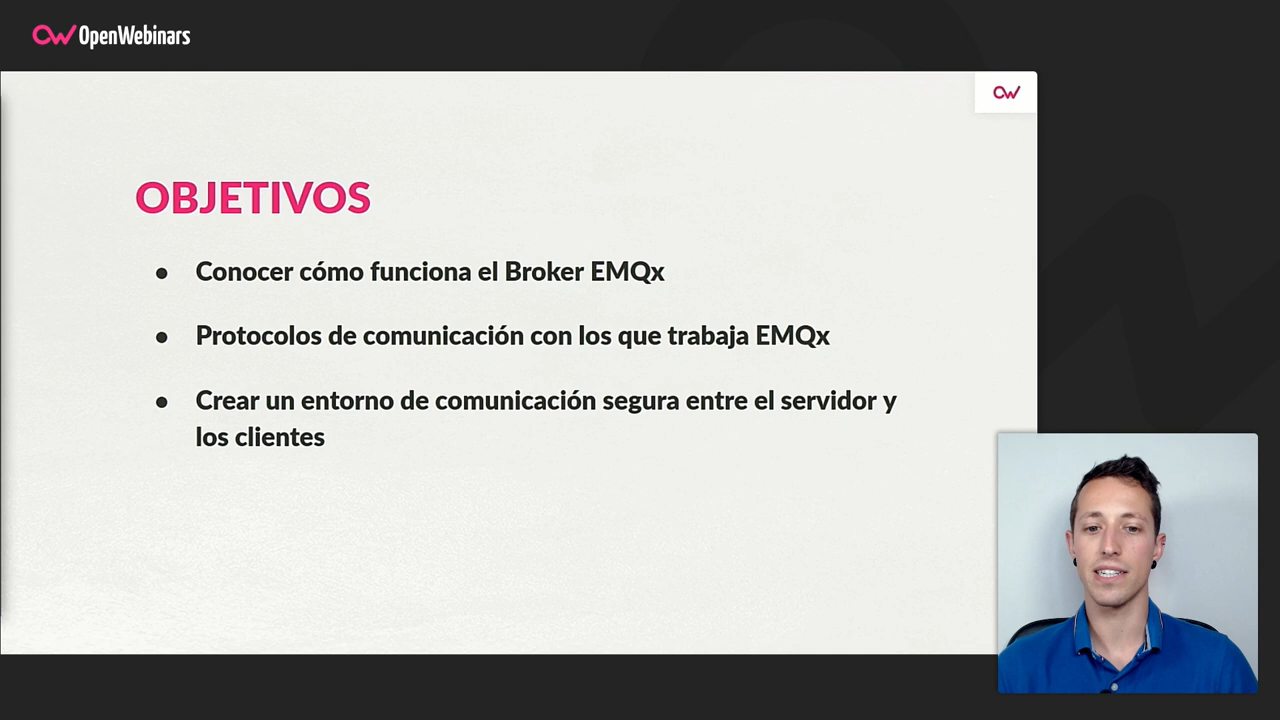 OpenWebinars
OBJETIVOS
● Conocer cómo funciona el Broker EMQx
● Protocolos de comunicación con los que trabaja EMQx
● Crear un entorno de comunicación segura entre el servidor y
los clientes